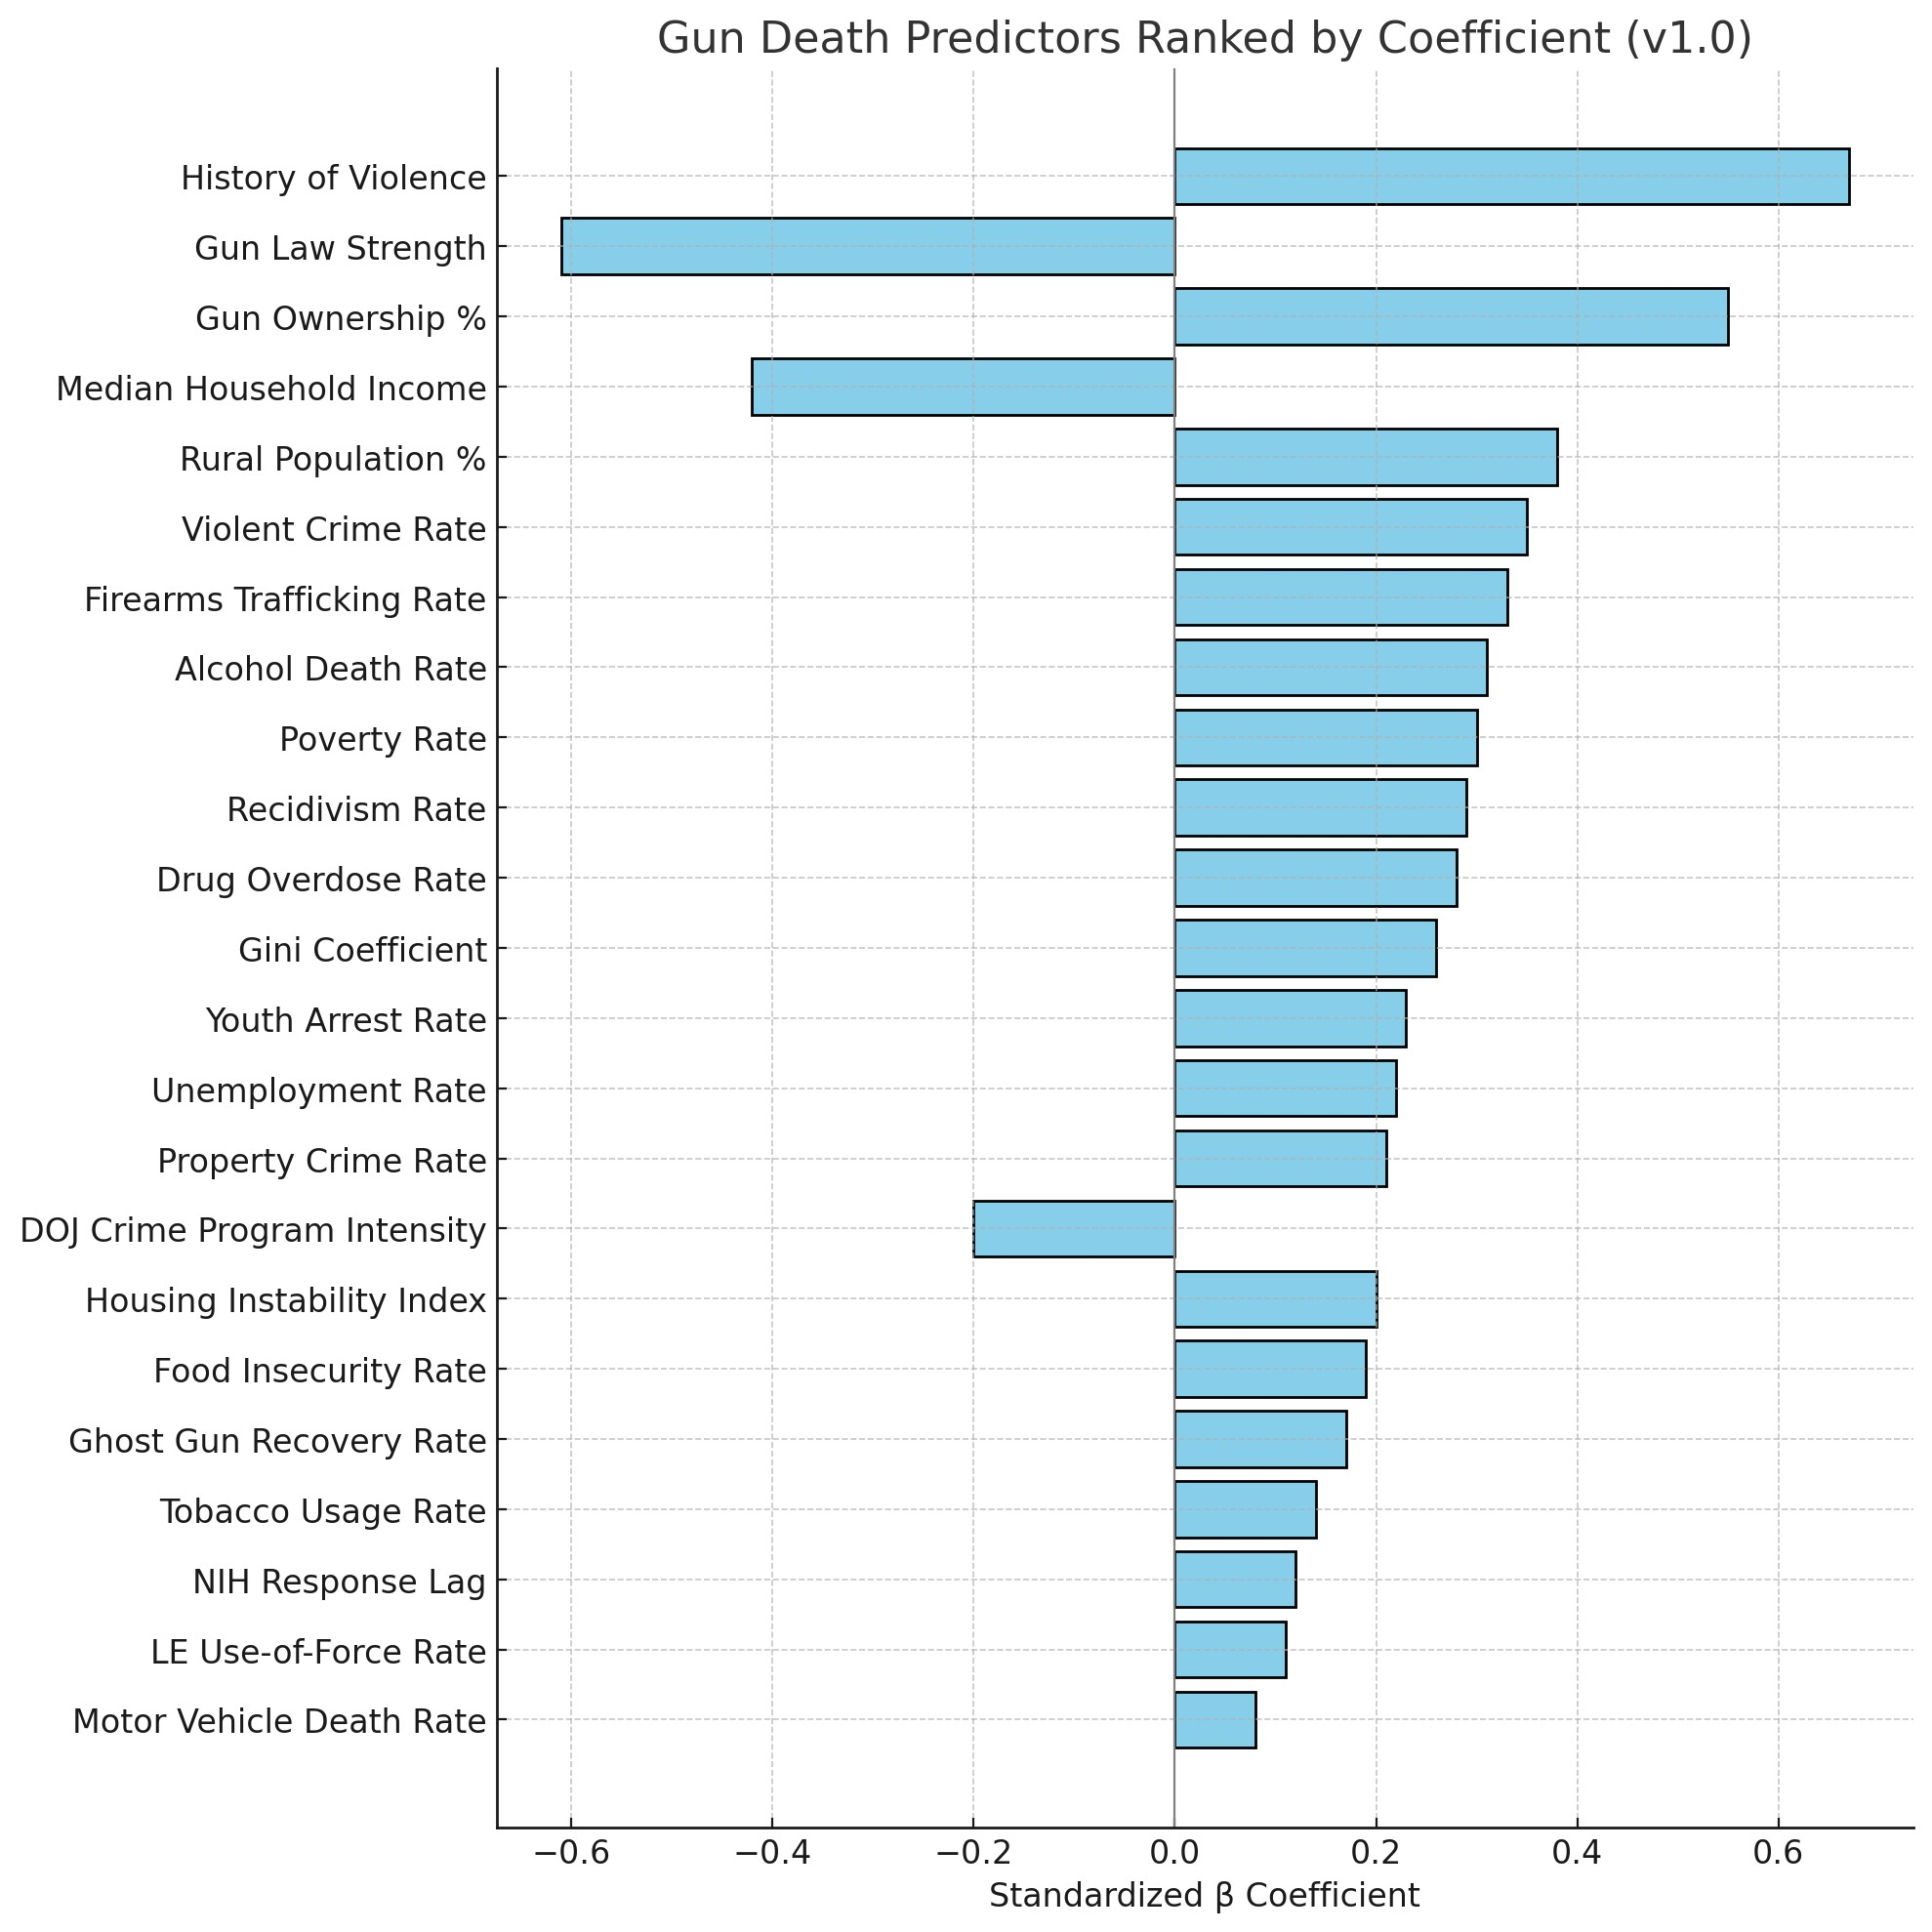 Gun Death Predictors Ranked by Coefficient (v1.0)
History of Violence
Gun Law Strength
Gun Ownership %
Median Household Income
Rural Population %
Violent Crime Rate
Firearms Trafficking Rate
Alcohol Death Rate
Poverty Rate
Recidivism Rate
Drug Overdose Rate
Gini Coefficient
Youth Arrest Rate
Unemployment Rate
Property Crime Rate
DOJ Crime Program Intensity
Housing Instability Index
Food Insecurity Rate
Ghost Gun Recovery Rate
Tobacco Usage Rate
NIH Response Lag
LE Use-of-Force Rate
Motor Vehicle Death Rate
−0.6 −0.4 −0.2 0.0 0.2 0.4 0.6
Standardized β Coefficient